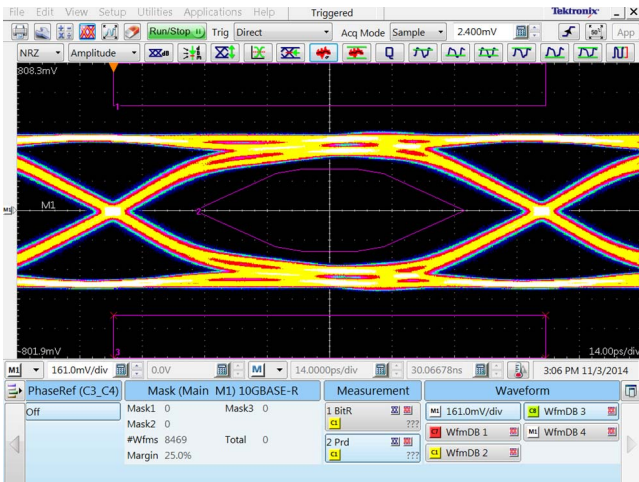 File Edit View Setup Utilities Applications Help Triggered Tektronix
Run/Stop Trig Direct Acq Mode Sample 2.400mV 50% App
NRZ Amplitude
808.3mV
1
M1
M1
2
3
-801.9mV
14.00ps/div
M1 161.0mV/div 0.0V M 14.0000ps/div 30.06678ns 3:06 PM 11/3/2014
PhaseRef (C3_C4) Mask (Main M1) 10GBASE-R Measurement Waveform
Off
Mask1 0 Mask3 0
Mask2 0
#Wfms 8469 Total 0
Margin 25.0%
1 BitR
C1 ???
2 Prd
C1 ???
M1 161.0mV/div C8 WfmDB 3
C7 WfmDB 1 M1 WfmDB 4
C1 WfmDB 2